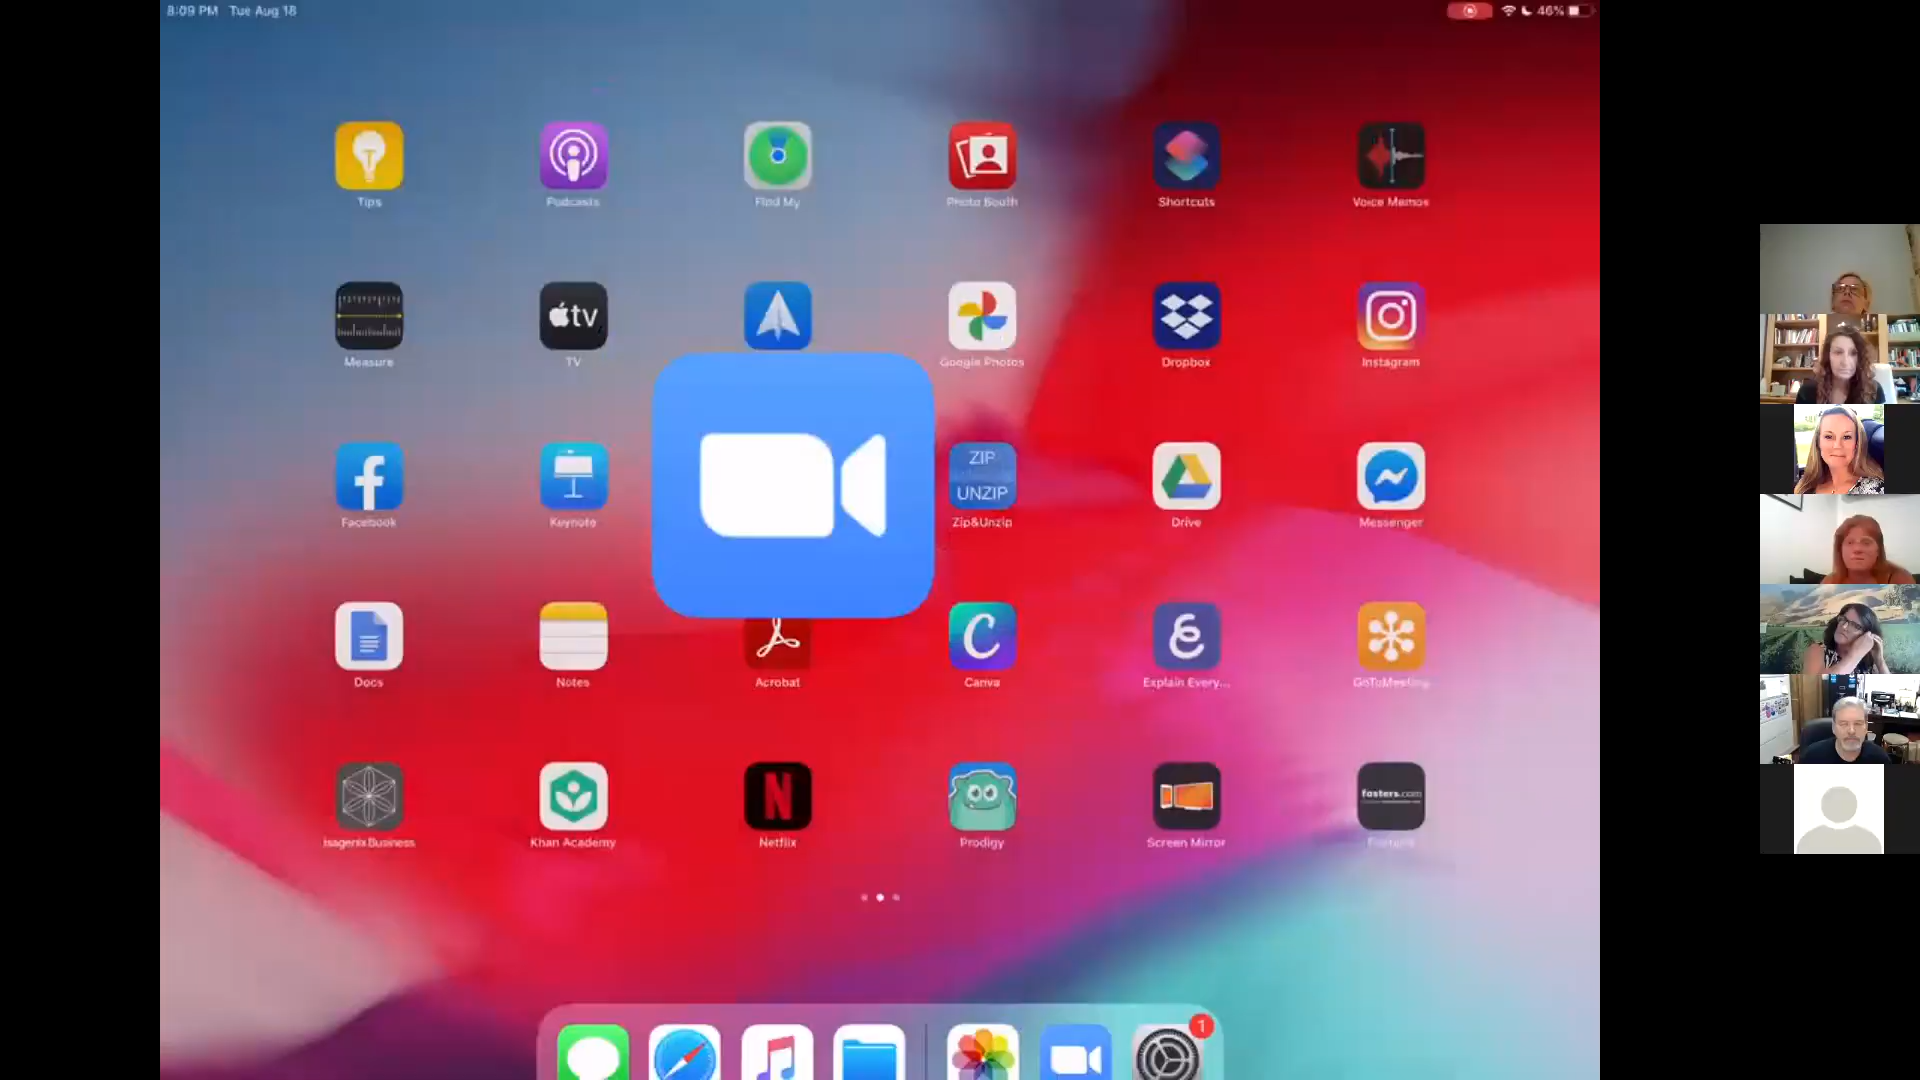 8:09 PM Tue Aug 18
46%
Tips
Podcasts
Find My
Photo Booth
Shortcuts
Voice Memos
tv
Measure
TV
Google Photos
Dropbox
Instagram
ZIP
UNZIP
Facebook
Keynote
Zip&Unzip
Drive
Messenger
Docs
Notes
Acrobat
Canva
Explain Every...
GoToMeeting
fosters.com
Isagenix Business
Khan Academy
Netflix
Prodigy
Screen Mirror
Fosters
1